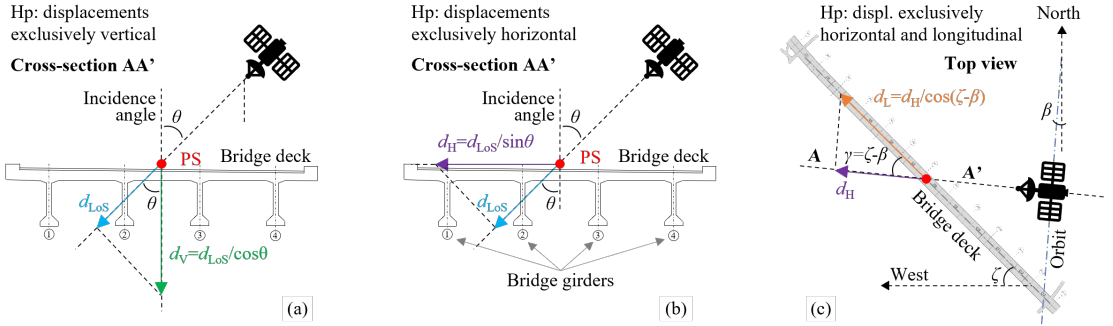 Hp: displacements
exclusively vertical
Cross-section AA’
Incidence
angle
θ
PS
Bridge deck
dLoS
θ
① ② ③ ④
dV=dLoS/cosθ
(a)
Hp: displacements
exclusively horizontal
Cross-section AA’
Incidence
angle
θ
dH=dLoS/sinθ
PS
Bridge deck
dLoS
θ
① ② ③ ④
Bridge girders
(b)
Hp: displ. exclusively
horizontal and longitudinal
North
Top view
dL=dH/cos(ζ-β)
β
A
γ=ζ-β
A’
dH
Bridge deck
Orbit
West
ζ
(c)